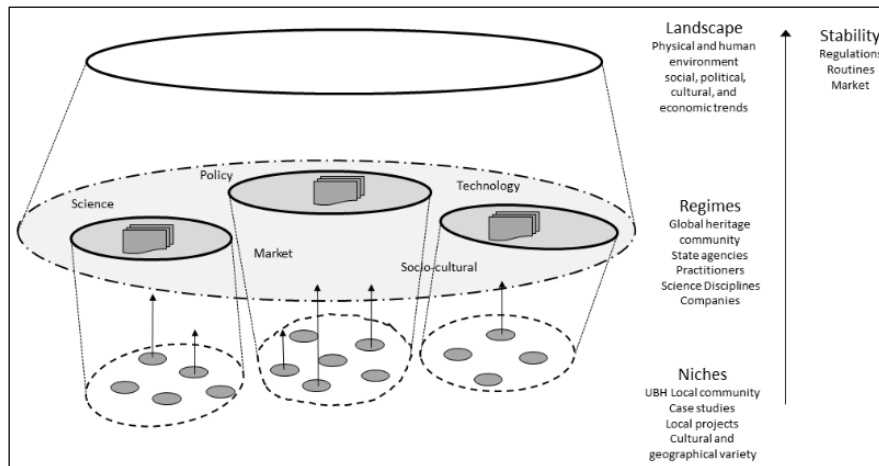 Landscape
Physical and human
environment
social, political,
cultural, and
economic trends
Stability
Regulations
Routines
Market
Policy
Science
Technology
Market
Socio-cultural
Regimes
Global heritage
community
State agencies
Practitioners
Science Disciplines
Companies
Niches
UBH Local community
Case studies
Local projects
Cultural and
geographical variety